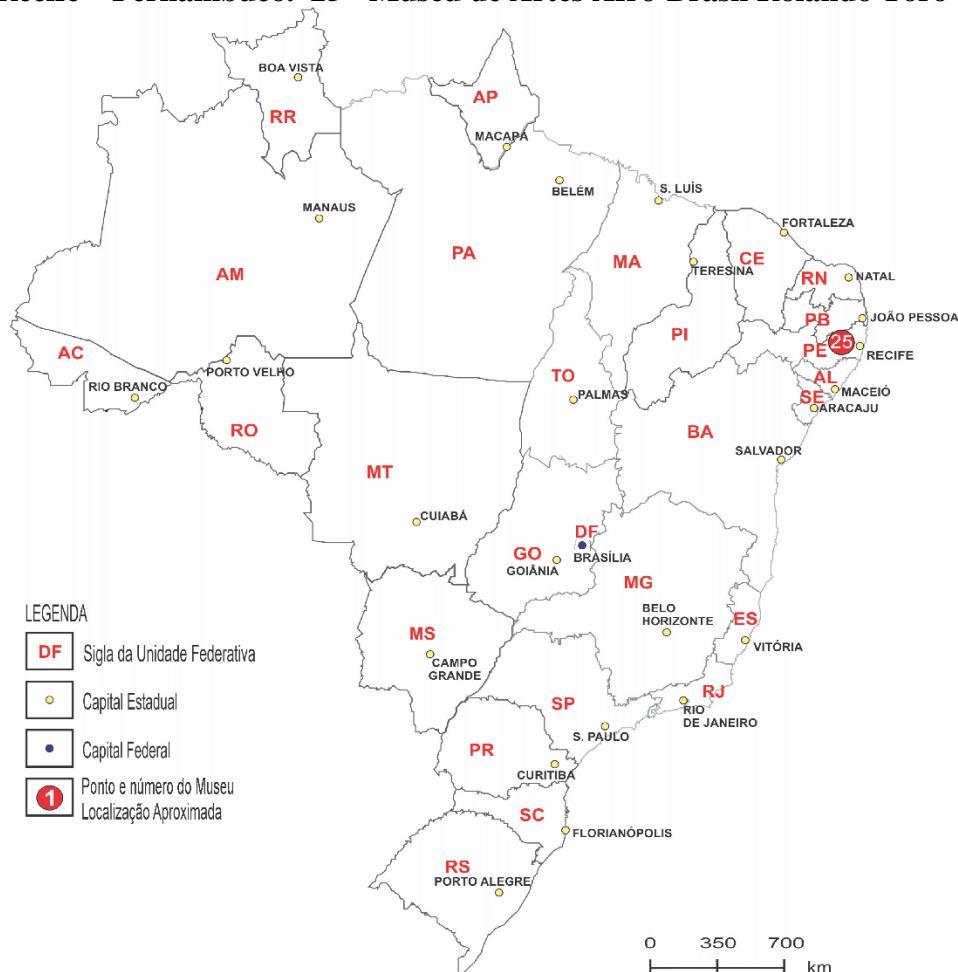 Recife – Pernambuco. 25 - Museu de Artes Afro-Brasil Rolando Toro
BOA VISTA
RR
AP
MACAPÁ
BELÉM
S. LUÍS
MANAUS
FORTALEZA
PA
MA
TERESINA
CE
RN
NATAL
AM
PB
JOÃO PESSOA
PI
PE
25
RECIFE
AC
PORTO VELHO
TO
AL
MACEIÓ
RIO BRANCO
PALMAS
SE
ARACAJU
RO
BA
MT
SALVADOR
CUIABÁ
DF
GO
BRASÍLIA
GOIÂNIA
MG
BELO
HORIZONTE
ES
VITÓRIA
MS
CAMPO
GRANDE
RJ
RIO
DE JANEIRO
SP
S. PAULO
PR
CURITIBA
SC
FLORIANÓPOLIS
RS
PORTO ALEGRE
LEGENDA
DF Sigla da Unidade Federativa
Capital Estadual
Capital Federal
1 Ponto e número do Museu
Localização Aproximada
0 350 700
km